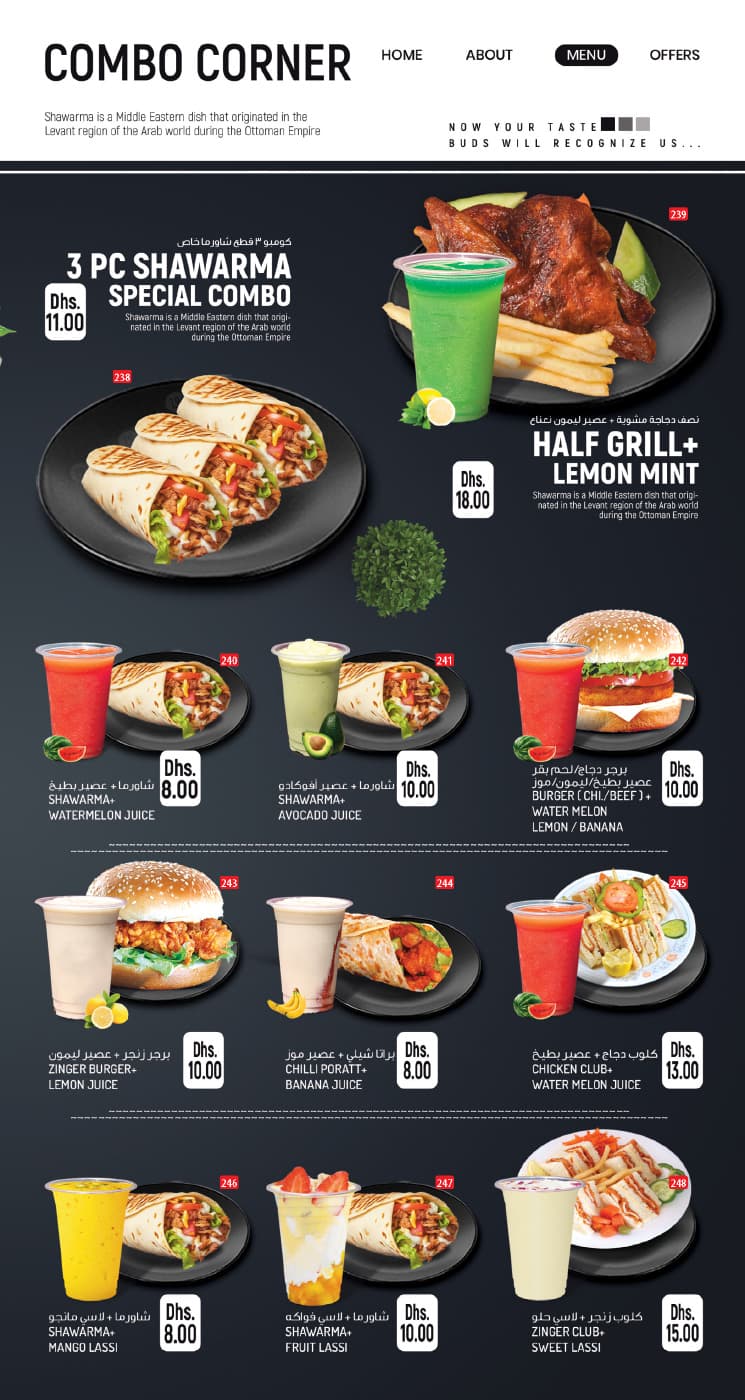 COMBO CORNER
HOME
ABOUT
MENU
OFFERS
Shawarma is a Middle Eastern dish that originated in the
Levant region of the Arab world during the Ottoman Empire
NOW YOUR TASTE
BUDS WILL RECOGNIZE US...
239
كومبو ٣ قطع شاورما خاص
3 PC SHAWARMA
SPECIAL COMBO
Dhs.
11.00
Shawarma is a Middle Eastern dish that origi-
nated in the Levant region of the Arab world
during the Ottoman Empire
238
نصف دجاجة مشوية + عصير ليمون نعناع
HALF GRILL+
LEMON MINT
Dhs.
18.00
Shawarma is a Middle Eastern dish that origi-
nated in the Levant region of the Arab world
during the Ottoman Empire
240
Dhs.
8.00
شاورما + عصير بطيخ
SHAWARMA+
WATERMELON JUICE
241
Dhs.
10.00
شاورما + عصير أفوكادو
SHAWARMA+
AVOCADO JUICE
242
Dhs.
10.00
برجر دجاج/لحم بقر
عصير بطيخ/ليمون/موز
BURGER ( CHI./BEEF ) +
WATER MELON
LEMON / BANANA
243
برجر زنجر + عصير ليمون
ZINGER BURGER+
LEMON JUICE
Dhs.
10.00
244
براتا شيلي + عصير موز
CHILLI PORATT+
BANANA JUICE
Dhs.
8.00
245
كلوب دجاج + عصير بطيخ
CHICKEN CLUB+
WATER MELON JUICE
Dhs.
13.00
246
شاورما + لاسي مانجو
SHAWARMA+
MANGO LASSI
Dhs.
8.00
247
شاورما + لاسي فواكه
SHAWARMA+
FRUIT LASSI
Dhs.
10.00
248
كلوب زنجر + لاسي حلو
ZINGER CLUB+
SWEET LASSI
Dhs.
15.00